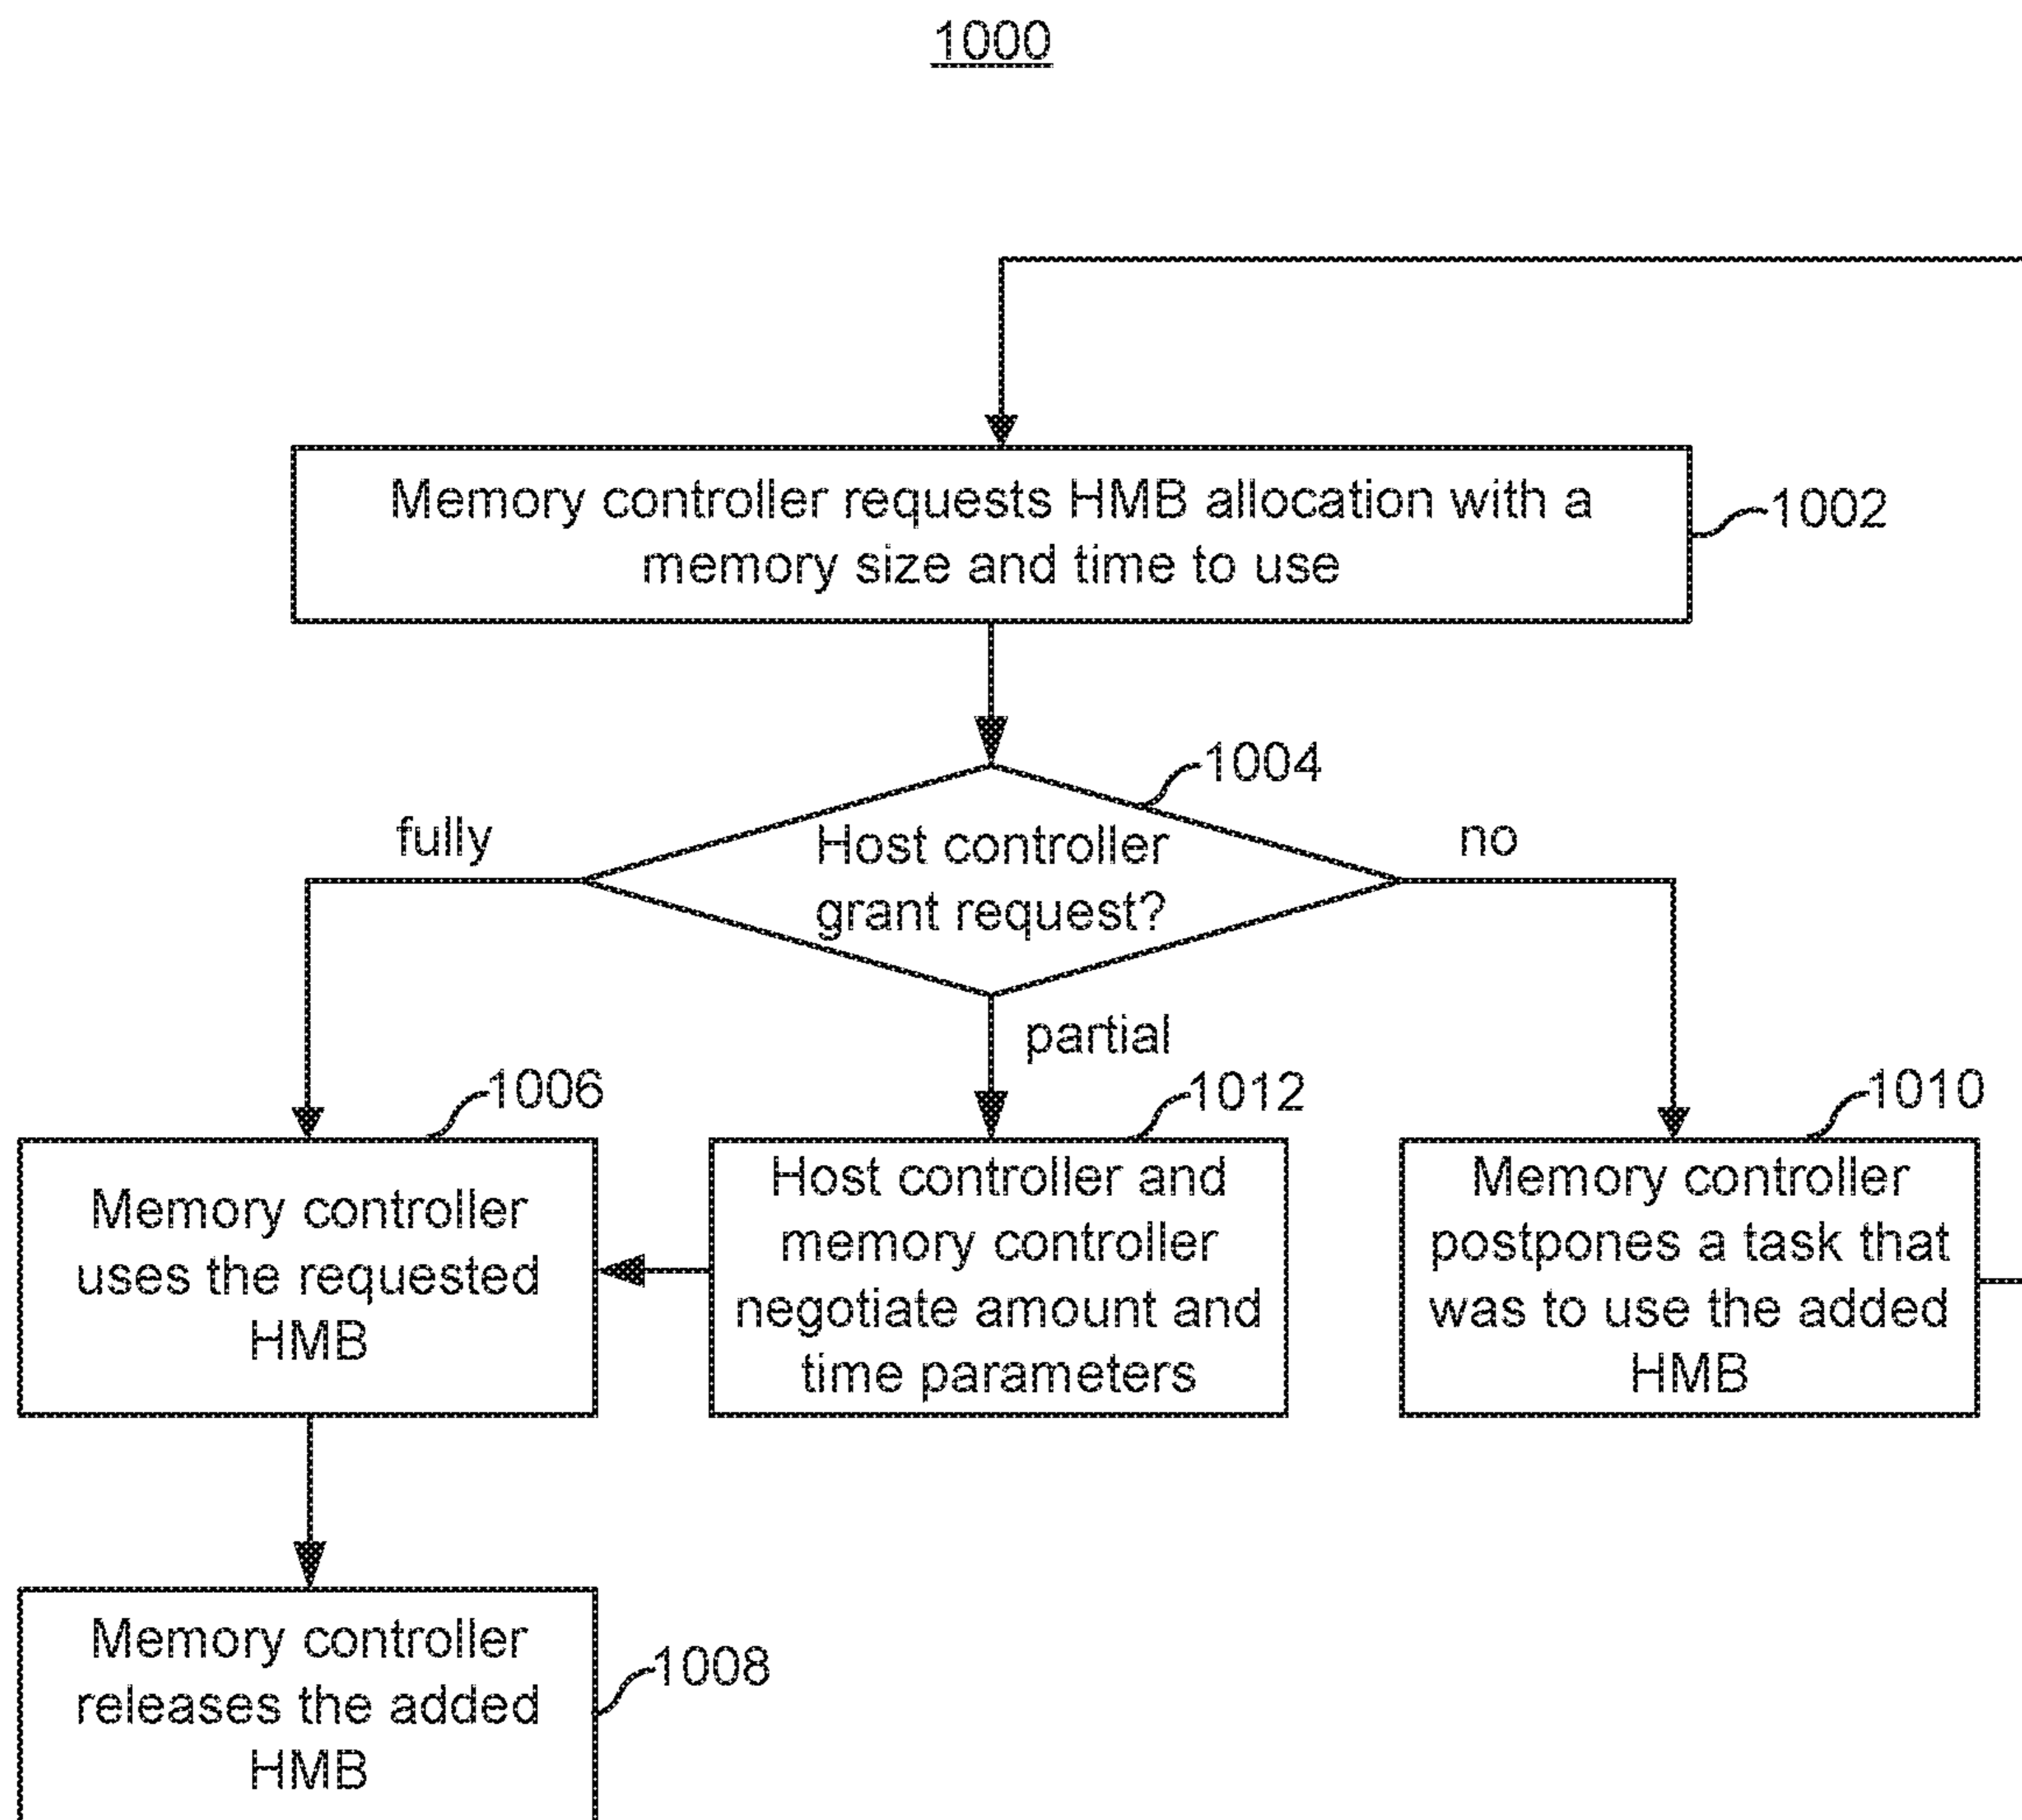 1000
Memory controller requests HMB allocation with a
memory size and time to use
1002
1004
Host controller
grant request?
fully
no
partial
1006
Memory controller
uses the requested
HMB
1012
Host controller and
memory controller
negotiate amount and
time parameters
1010
Memory controller
postpones a task that
was to use the added
HMB
Memory controller
releases the added
HMB
1008